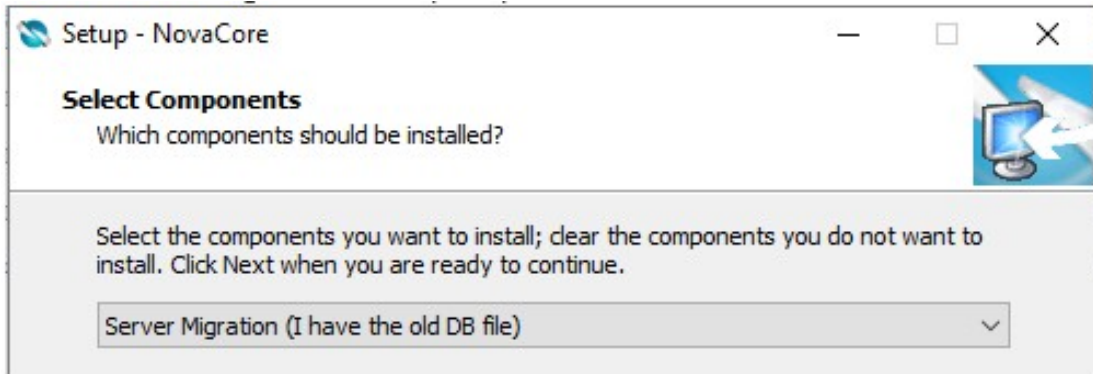 Setup - NovaCore
Select Components
Which components should be installed?
Select the components you want to install; clear the components you do not want to
install. Click Next when you are ready to continue.
Server Migration (I have the old DB file)